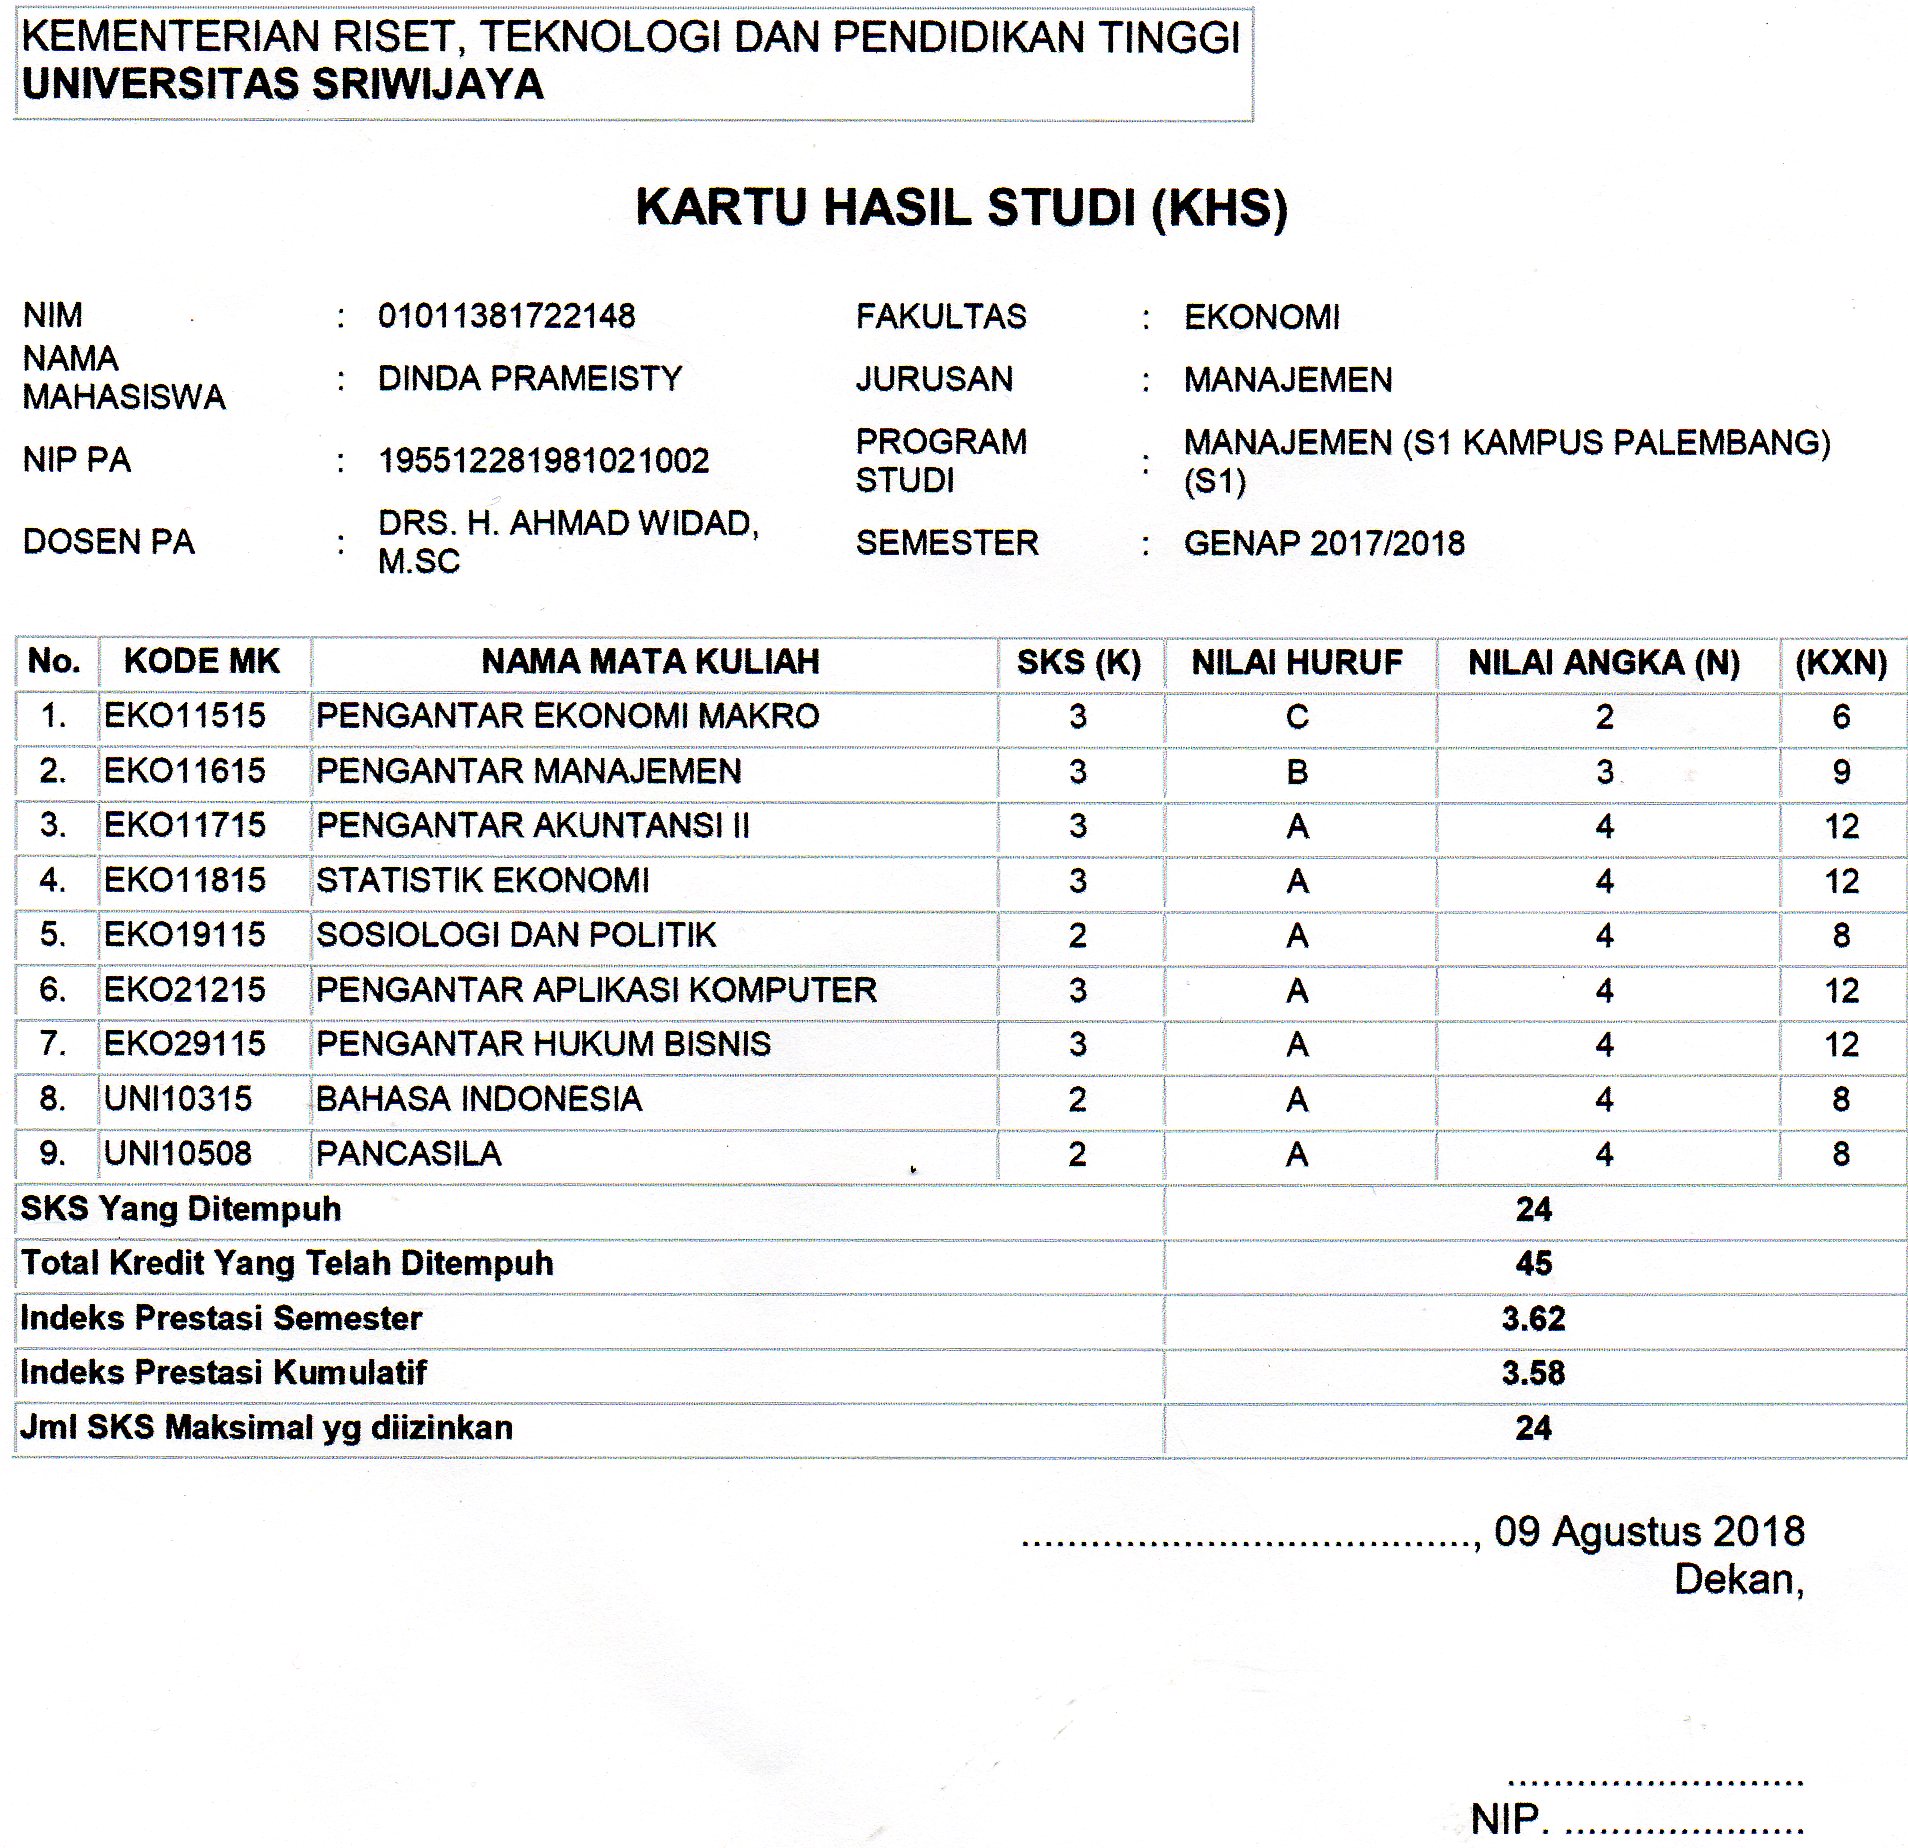 KEMENTERIAN RISET, TEKNOLOGI DAN PENDIDIKAN TINGGI
UNIVERSITAS SRIWIJAYA
KARTU HASIL STUDI (KHS)
NIM : 01011381722148 FAKULTAS : EKONOMI
NAMA MAHASISWA : DINDA PRAMEISTY JURUSAN : MANAJEMEN
NIP PA : 195512281981021002 PROGRAM STUDI : MANAJEMEN (S1 KAMPUS PALEMBANG) (S1)
DOSEN PA : DRS. H. AHMAD WIDAD, M.SC SEMESTER : GENAP 2017/2018
No. KODE MK NAMA MATA KULIAH SKS (K) NILAI HURUF NILAI ANGKA (N) (KXN)
1. EKO11515 PENGANTAR EKONOMI MAKRO 3 C 2 6
2. EKO11615 PENGANTAR MANAJEMEN 3 B 3 9
3. EKO11715 PENGANTAR AKUNTANSI II 3 A 4 12
4. EKO11815 STATISTIK EKONOMI 3 A 4 12
5. EKO19115 SOSIOLOGI DAN POLITIK 2 A 4 8
6. EKO21215 PENGANTAR APLIKASI KOMPUTER 3 A 4 12
7. EKO29115 PENGANTAR HUKUM BISNIS 3 A 4 12
8. UNI10315 BAHASA INDONESIA 2 A 4 8
9. UNI10508 PANCASILA 2 A 4 8
SKS Yang Ditempuh 24
Total Kredit Yang Telah Ditempuh 45
Indeks Prestasi Semester 3.62
Indeks Prestasi Kumulatif 3.58
Jml SKS Maksimal yg diizinkan 24
......................................, 09 Agustus 2018
Dekan,
..........................
NIP. .....................